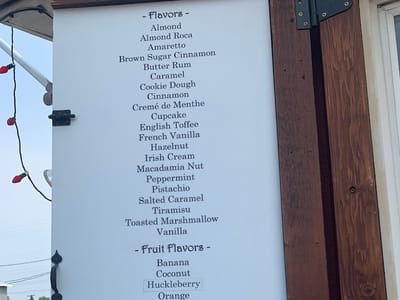 - Flavors -
Almond
Almond Roca
Amaretto
Brown Sugar Cinnamon
Butter Rum
Caramel
Cookie Dough
Cinnamon
Cremé de Menthe
Cupcake
English Toffee
French Vanilla
Hazelnut
Irish Cream
Macadamia Nut
Peppermint
Pistachio
Salted Caramel
Tiramisu
Toasted Marshmallow
Vanilla
- Fruit Flavors -
Banana
Coconut
Huckleberry
Orange